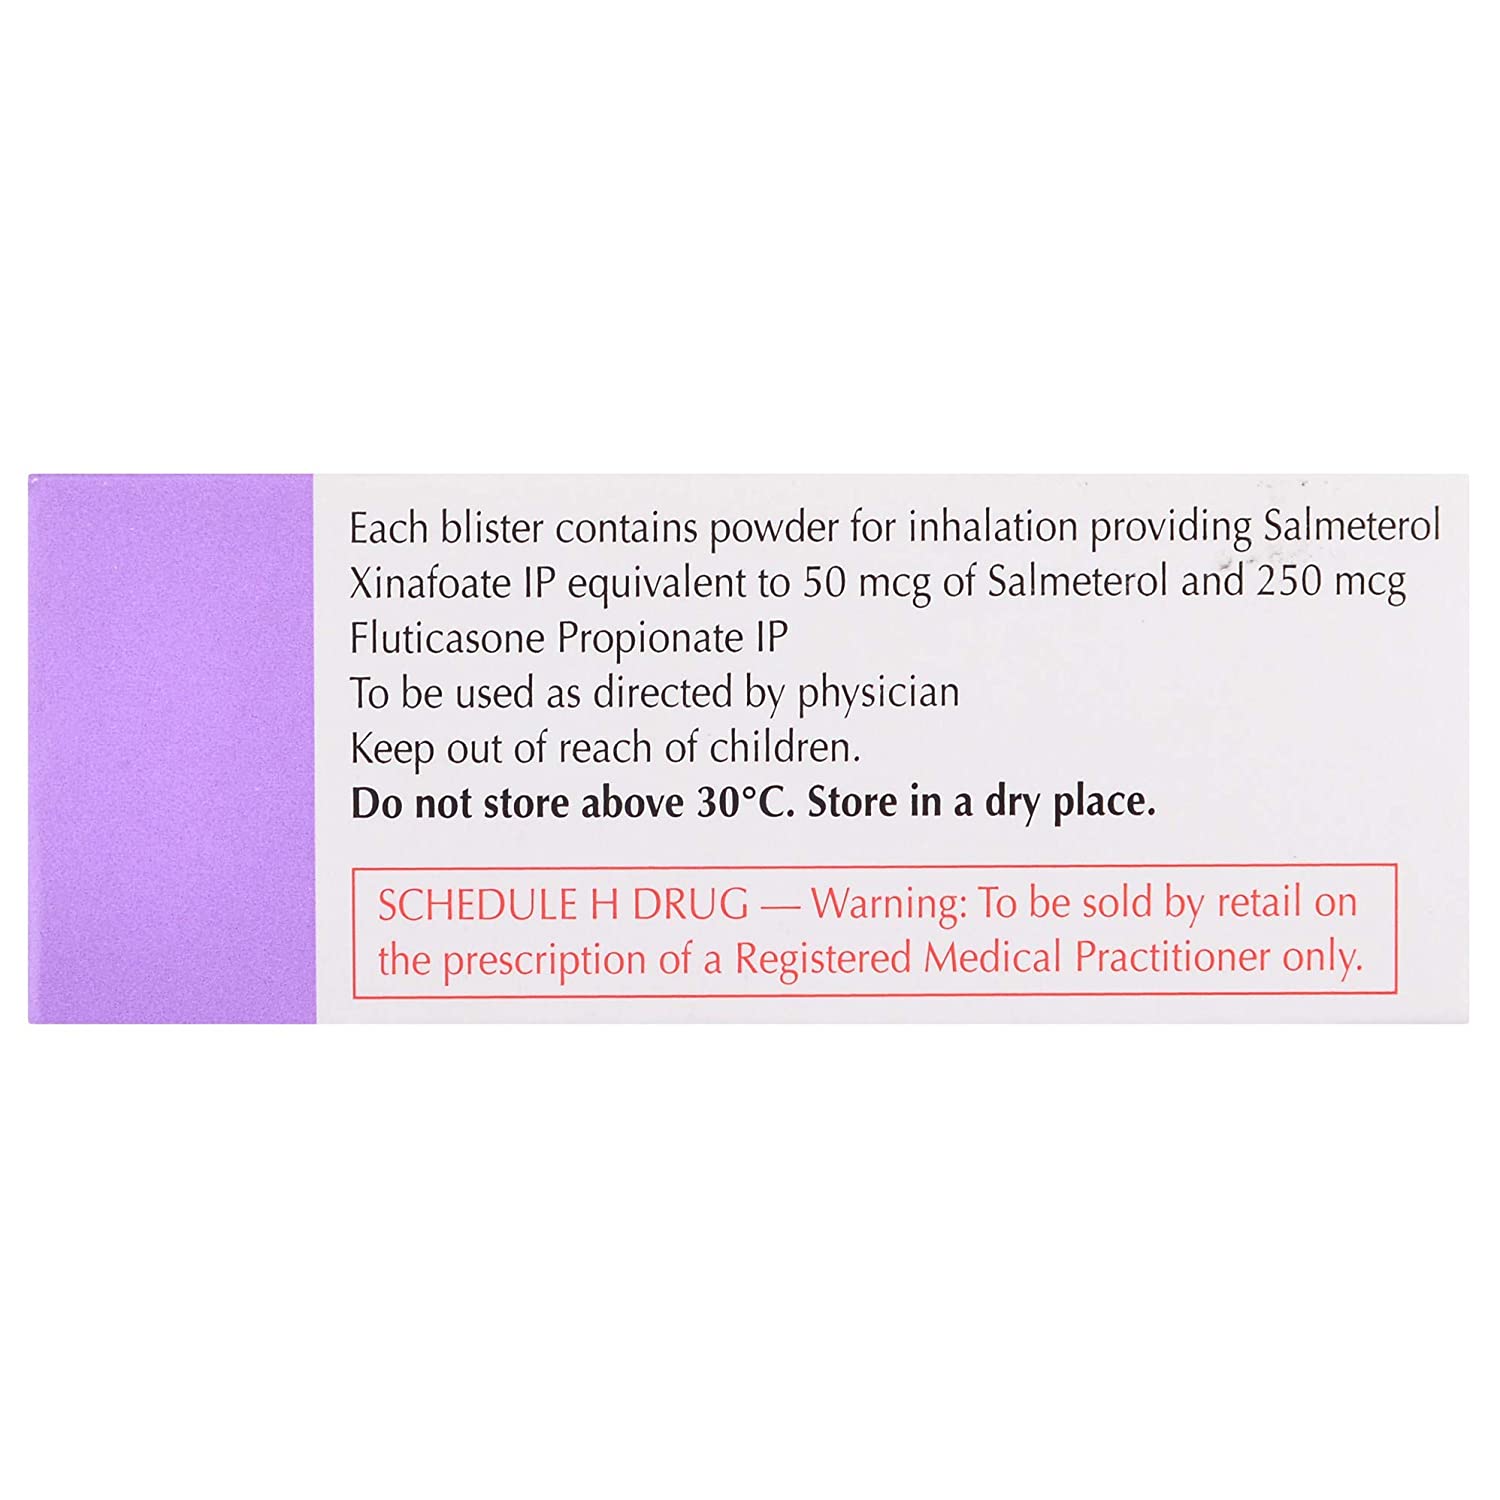 Each blister contains powder for inhalation providing Salmeterol
Xinafoate IP equivalent to 50 mcg of Salmeterol and 250 mcg
Fluticasone Propionate IP
To be used as directed by physician
Keep out of reach of children.
Do not store above 30°C. Store in a dry place.
SCHEDULE H DRUG — Warning: To be sold by retail on
the prescription of a Registered Medical Practitioner only.